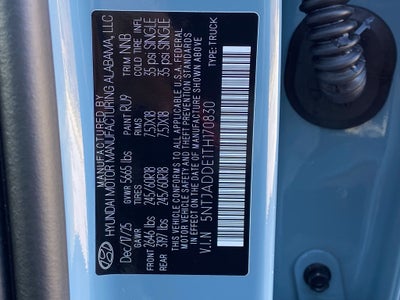 MANUFACTURED BY
HYUNDAI MOTOR MANUFACTURING ALABAMA, LLC
Dec/17/25 PAINT RU9 TRIM NNB
GVWR 5665 lbs COLD TIRE INFL
GAWR
FRONT 2646 lbs 245/60R18 7.5JX18 35 psi SINGLE
REAR 3197 lbs 245/60R18 7.5JX18 35 psi SINGLE
THIS VEHICLE CONFORMS TO ALL APPLICABLE U.S.A. FEDERAL
MOTOR VEHICLE SAFETY AND THEFT PREVENTION STANDARDS
IN EFFECT ON THE DATE OF MANUFACTURE SHOWN ABOVE.
V.I.N 5NTJADDE1TH170830 TYPE:TRUCK